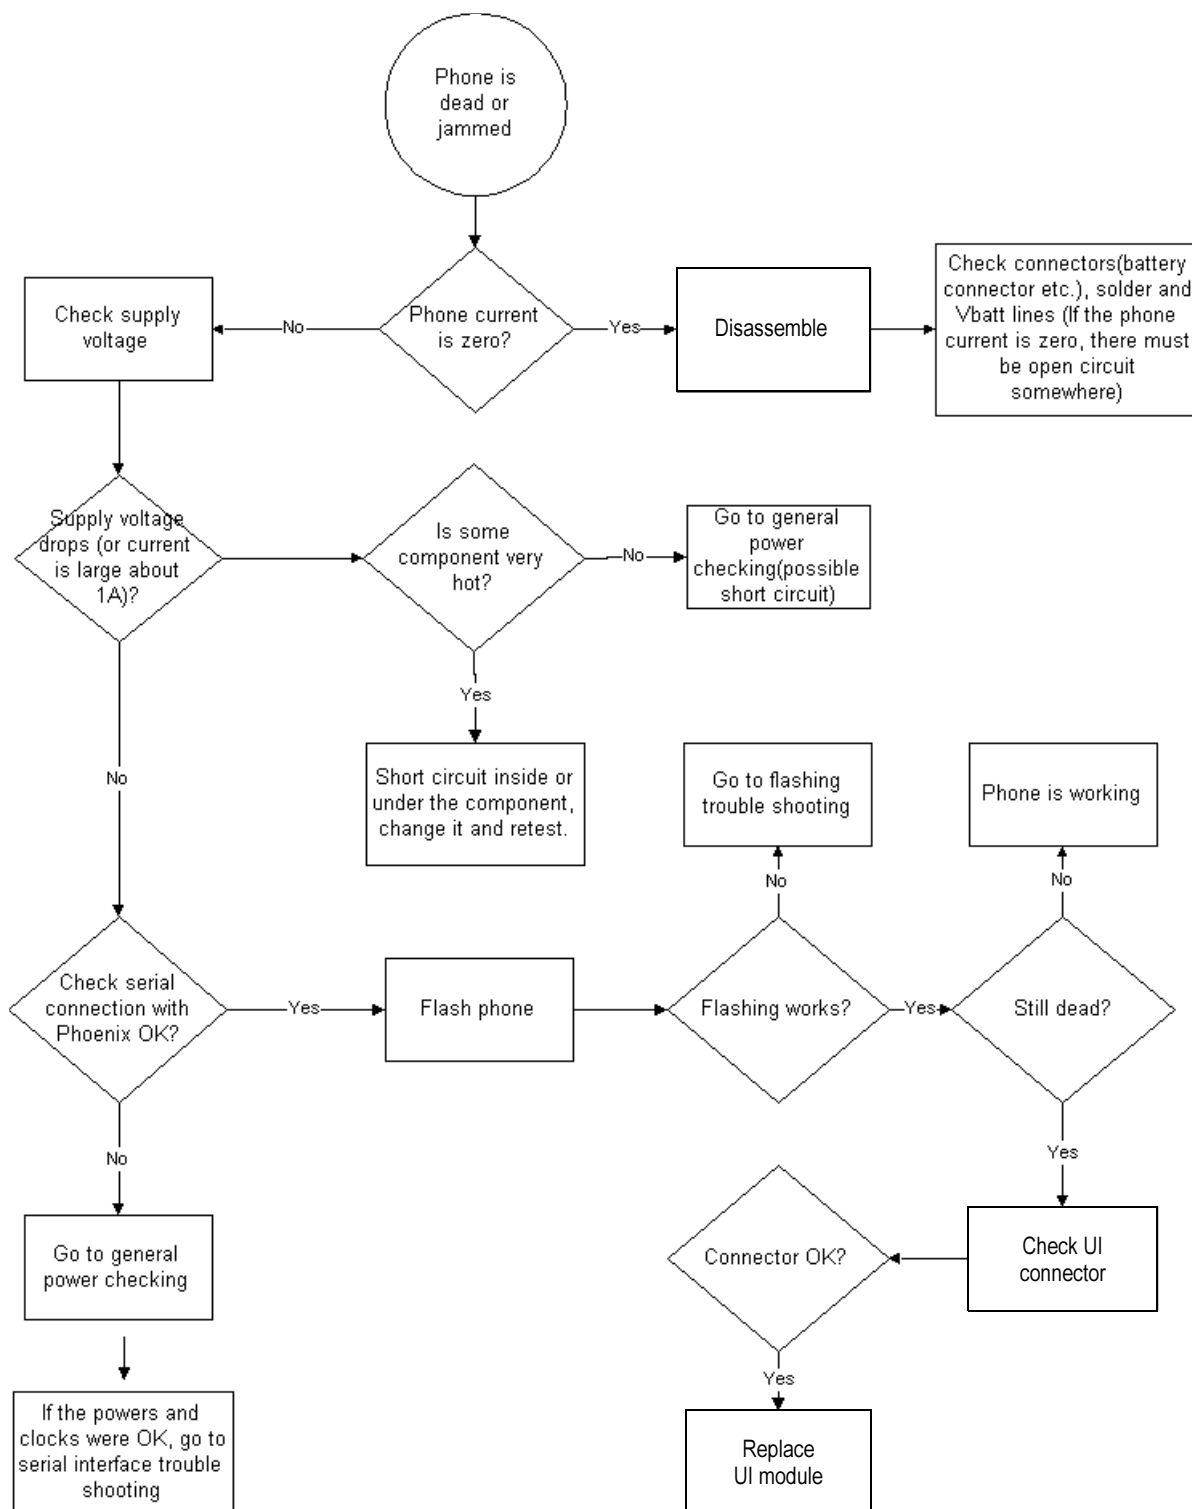 Phone is
dead or
jammed
Check supply
voltage
No
Phone current
is zero?
Yes
Disassemble
Check connectors(battery
connector etc.), solder and
Vbatt lines (If the phone
current is zero, there must
be open circuit
somewhere)
Supply voltage
drops (or current
is large about
1A)?
Is some
component very
hot?
No
Go to general
power
checking(possible
short circuit)
Yes
Short circuit inside or
under the component,
change it and retest.
No
Go to flashing
trouble shooting
Phone is working
No
No
Check serial
connection with
Phoenix OK?
Yes
Flash phone
Flashing works?
Yes
Still dead?
No
Yes
Go to general
power checking
Connector OK?
Check UI
connector
Yes
If the powers and
clocks were OK, go to
serial interface trouble
shooting
Replace
UI module